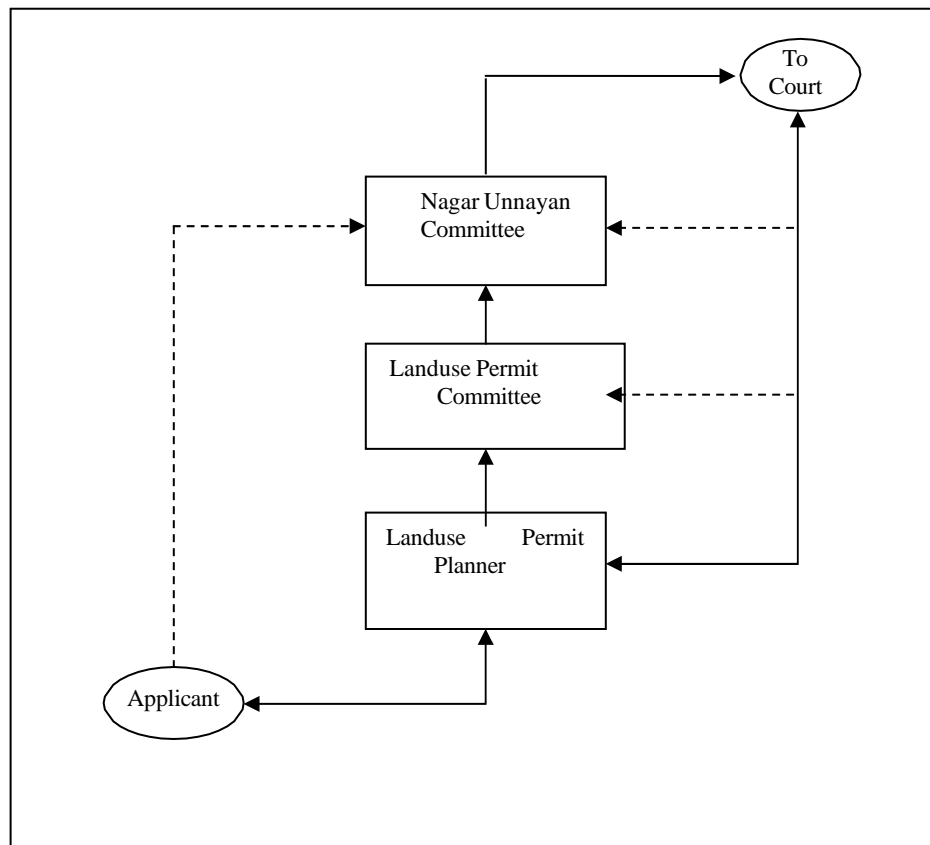 To
Court
Nagar Unnayan
Committee
Landuse Permit
Committee
Landuse Permit
Planner
Applicant